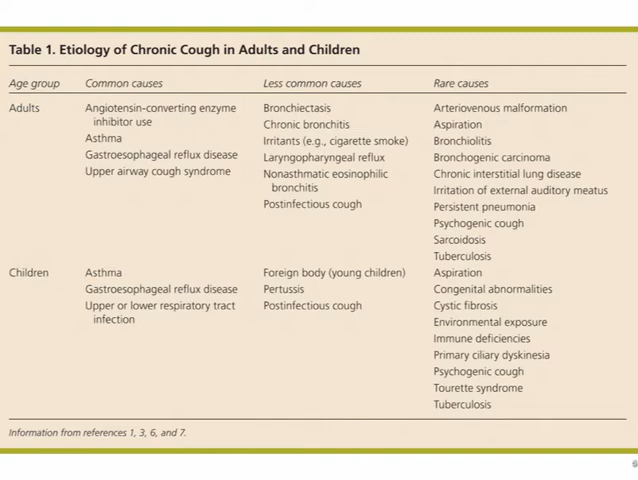 Table 1. Etiology of Chronic Cough in Adults and Children
Age group Common causes Less common causes Rare causes
Adults Angiotensin-converting enzyme Bronchiectasis Arteriovenous malformation
inhibitor use Chronic bronchitis Aspiration
Asthma Irritants (e.g., cigarette smoke) Bronchiolitis
Gastroesophageal reflux disease Laryngopharyngeal reflux Bronchogenic carcinoma
Upper airway cough syndrome Nonasthmatic eosinophilic Chronic interstitial lung disease
bronchitis Irritation of external auditory meatus
Postinfectious cough Persistent pneumonia
Psychogenic cough
Sarcoidosis
Tuberculosis
Children Asthma Foreign body (young children) Aspiration
Gastroesophageal reflux disease Pertussis Congenital abnormalities
Upper or lower respiratory tract Postinfectious cough Cystic fibrosis
infection Environmental exposure
Immune deficiencies
Primary ciliary dyskinesia
Psychogenic cough
Tourette syndrome
Tuberculosis
Information from references 1, 3, 6, and 7.